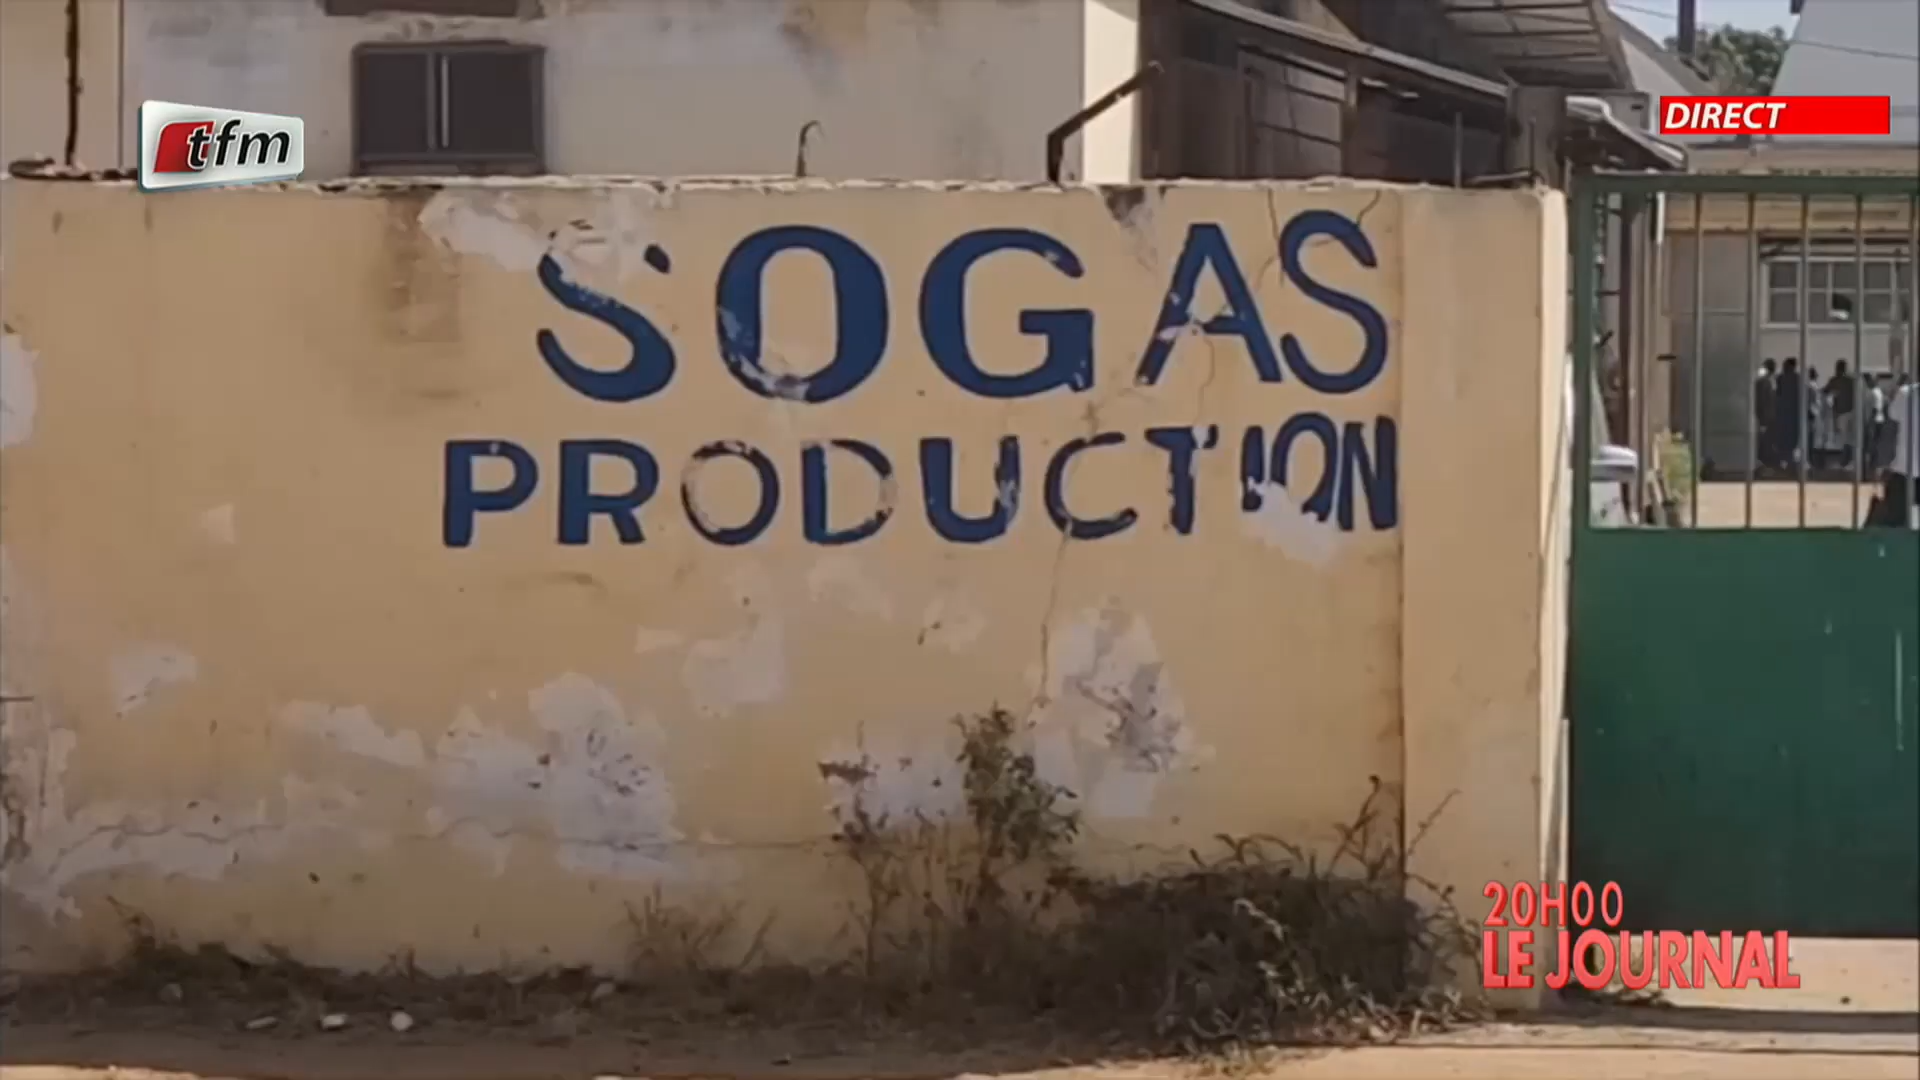 tfm
DIRECT
SOGAS
PRODUCTION
20H00
LE JOURNAL